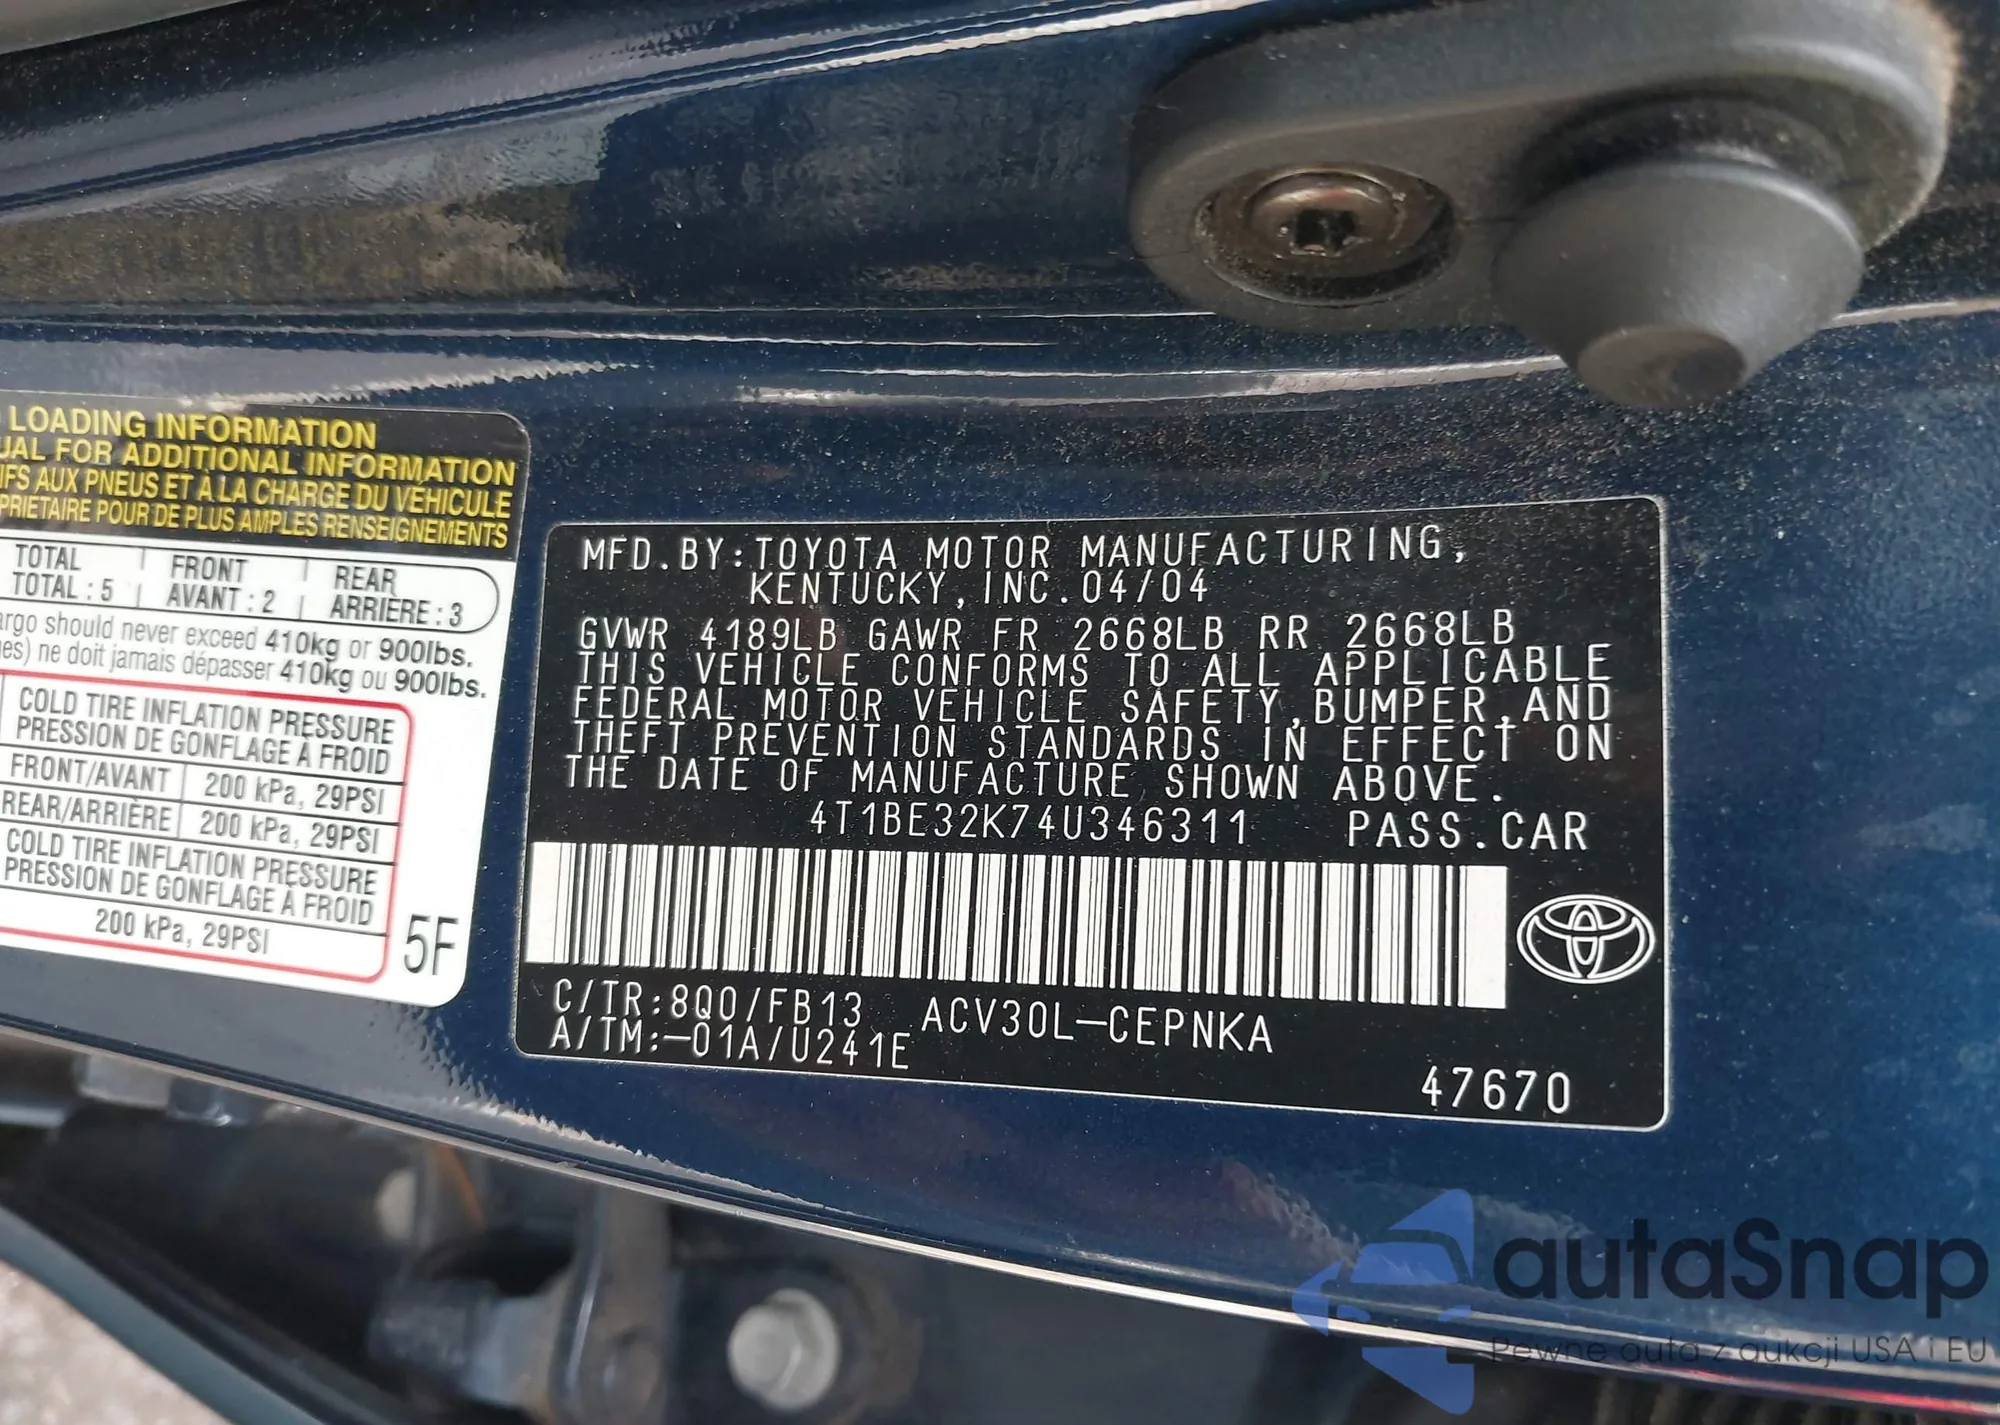 LOADING INFORMATION
FOR ADDITIONAL INFORMATION
AUX PNEUS ET À LA CHARGE DU VÉHICULE
POUR DE PLUS AMPLES RENSEIGNEMENTS
TOTAL FRONT REAR
TOTAL : 5 AVANT : 2 ARRIÈRE : 3
should never exceed 410kg or 900lbs.
ne doit jamais dépasser 410kg ou 900lbs.
COLD TIRE INFLATION PRESSURE
PRESSION DE GONFLAGE À FROID
FRONT/AVANT 200 kPa, 29PSI
REAR/ARRIÈRE 200 kPa, 29PSI
COLD TIRE INFLATION PRESSURE
PRESSION DE GONFLAGE À FROID
200 kPa, 29PSI
5F
MFD.BY:TOYOTA MOTOR MANUFACTURING,
KENTUCKY,INC.04/04
GVWR 4189LB GAWR FR 2668LB RR 2668LB
THIS VEHICLE CONFORMS TO ALL APPLICABLE
FEDERAL MOTOR VEHICLE SAFETY,BUMPER,AND
THEFT PREVENTION STANDARDS IN EFFECT ON
THE DATE OF MANUFACTURE SHOWN ABOVE.
4T1BE32K74U346311 PASS.CAR
C/TR:8Q0/FB13 ACV30L-CEPNKA
A/TM:-01A/U241E
47670
autaSnap
Pewne auta z aukcji USA i EU